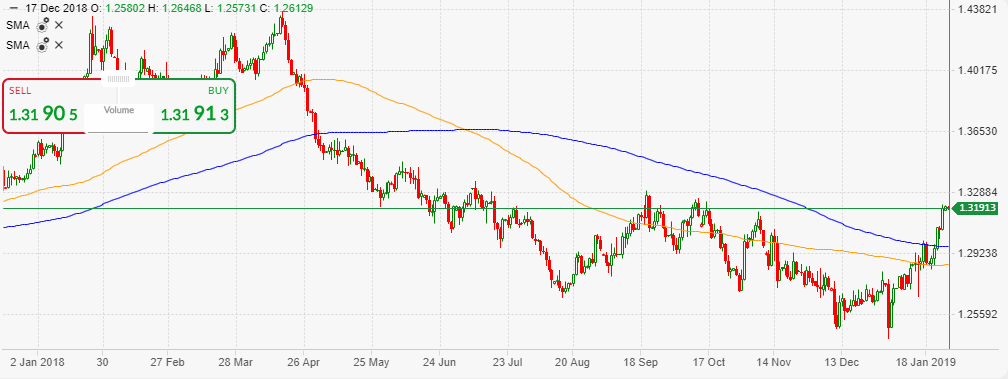 17 Dec 2018 O: 1.25802 H: 1.26468 L: 1.25731 C: 1.26129
SMA
SMA
SELL BUY
1.31 90 5 Volume 1.31 91 3
1.43821
1.40175
1.36530
1.32884
1.31913
1.29238
1.25592
2 Jan 2018 30 27 Feb 28 Mar 26 Apr 25 May 24 Jun 24 Jul 20 Aug 18 Sep 17 Oct 14 Nov 13 Dec 18 Jan 2019